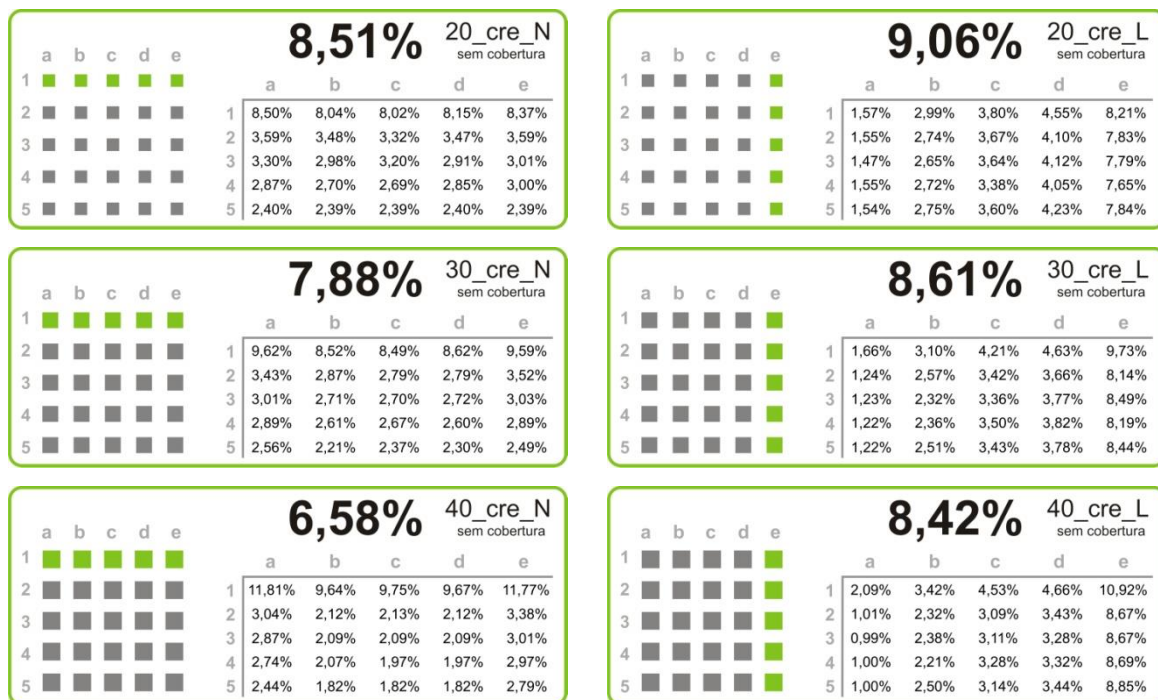 8,51% 20_cre_N
sem cobertura
a b c d e
1
2
3
4
5
a b c d e
1 8,50% 8,04% 8,02% 8,15% 8,37%
2 3,59% 3,48% 3,32% 3,47% 3,59%
3 3,30% 2,98% 3,20% 2,91% 3,01%
4 2,87% 2,70% 2,69% 2,85% 3,00%
5 2,40% 2,39% 2,39% 2,40% 2,39%
9,06% 20_cre_L
sem cobertura
a b c d e
1
2
3
4
5
a b c d e
1 1,57% 2,99% 3,80% 4,55% 8,21%
2 1,55% 2,74% 3,67% 4,10% 7,83%
3 1,47% 2,65% 3,64% 4,12% 7,79%
4 1,55% 2,72% 3,38% 4,05% 7,65%
5 1,54% 2,75% 3,60% 4,23% 7,84%
7,88% 30_cre_N
sem cobertura
a b c d e
1
2
3
4
5
a b c d e
1 9,62% 8,52% 8,49% 8,62% 9,59%
2 3,43% 2,87% 2,79% 2,79% 3,52%
3 3,01% 2,71% 2,70% 2,72% 3,03%
4 2,89% 2,61% 2,67% 2,60% 2,89%
5 2,56% 2,21% 2,37% 2,30% 2,49%
8,61% 30_cre_L
sem cobertura
a b c d e
1
2
3
4
5
a b c d e
1 1,66% 3,10% 4,21% 4,63% 9,73%
2 1,24% 2,57% 3,42% 3,66% 8,14%
3 1,23% 2,32% 3,36% 3,77% 8,49%
4 1,22% 2,36% 3,50% 3,82% 8,19%
5 1,22% 2,51% 3,43% 3,78% 8,44%
6,58% 40_cre_N
sem cobertura
a b c d e
1
2
3
4
5
a b c d e
1 11,81% 9,64% 9,75% 9,67% 11,77%
2 3,04% 2,12% 2,13% 2,12% 3,38%
3 2,87% 2,09% 2,09% 2,09% 3,01%
4 2,74% 2,07% 1,97% 1,97% 2,97%
5 2,44% 1,82% 1,82% 1,82% 2,79%
8,42% 40_cre_L
sem cobertura
a b c d e
1
2
3
4
5
a b c d e
1 2,09% 3,42% 4,53% 4,66% 10,92%
2 1,01% 2,32% 3,09% 3,43% 8,67%
3 0,99% 2,38% 3,11% 3,28% 8,67%
4 1,00% 2,21% 3,28% 3,32% 8,69%
5 1,00% 2,50% 3,14% 3,44% 8,85%